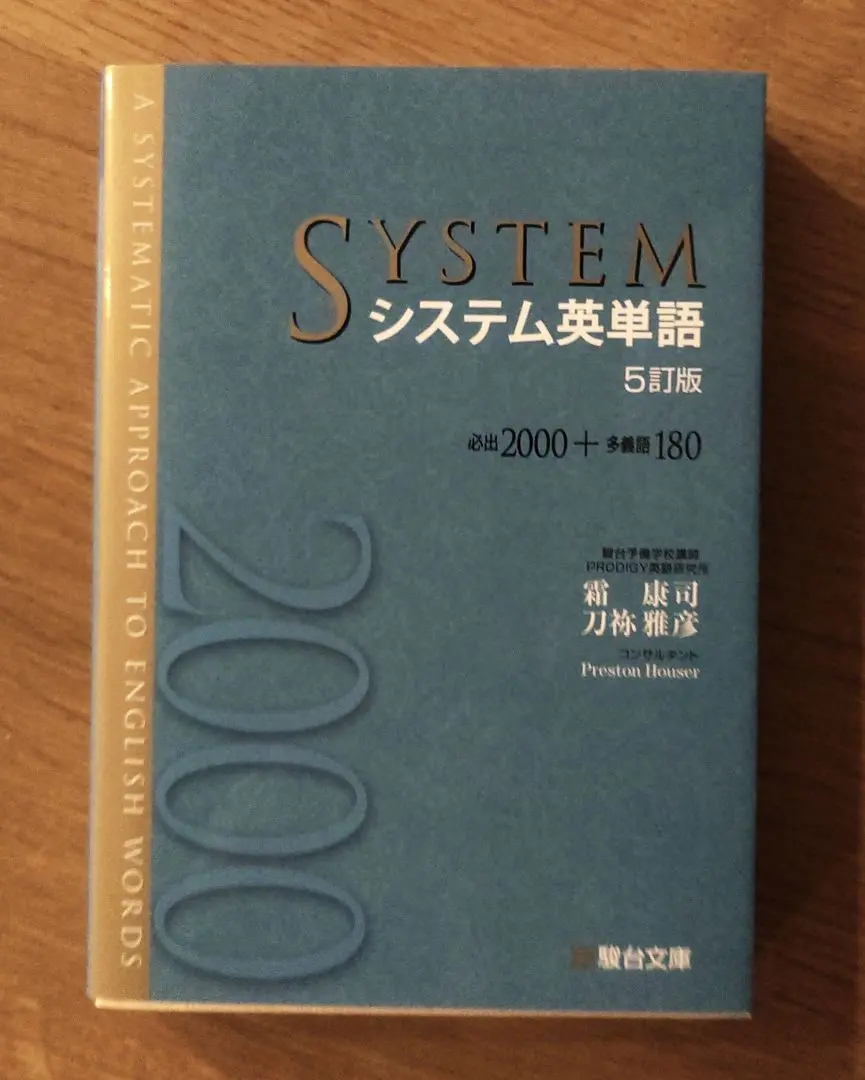 A SYSTEMATIC APPROACH TO ENGLISH WORDS
SYSTEM
システム英単語
5訂版
必出2000＋多義語180
駿台予備学校講師
PRODIGY英語研究所
霜 康司
刀祢 雅彦
コンサルタント
Preston Houser
2000
駿台文庫